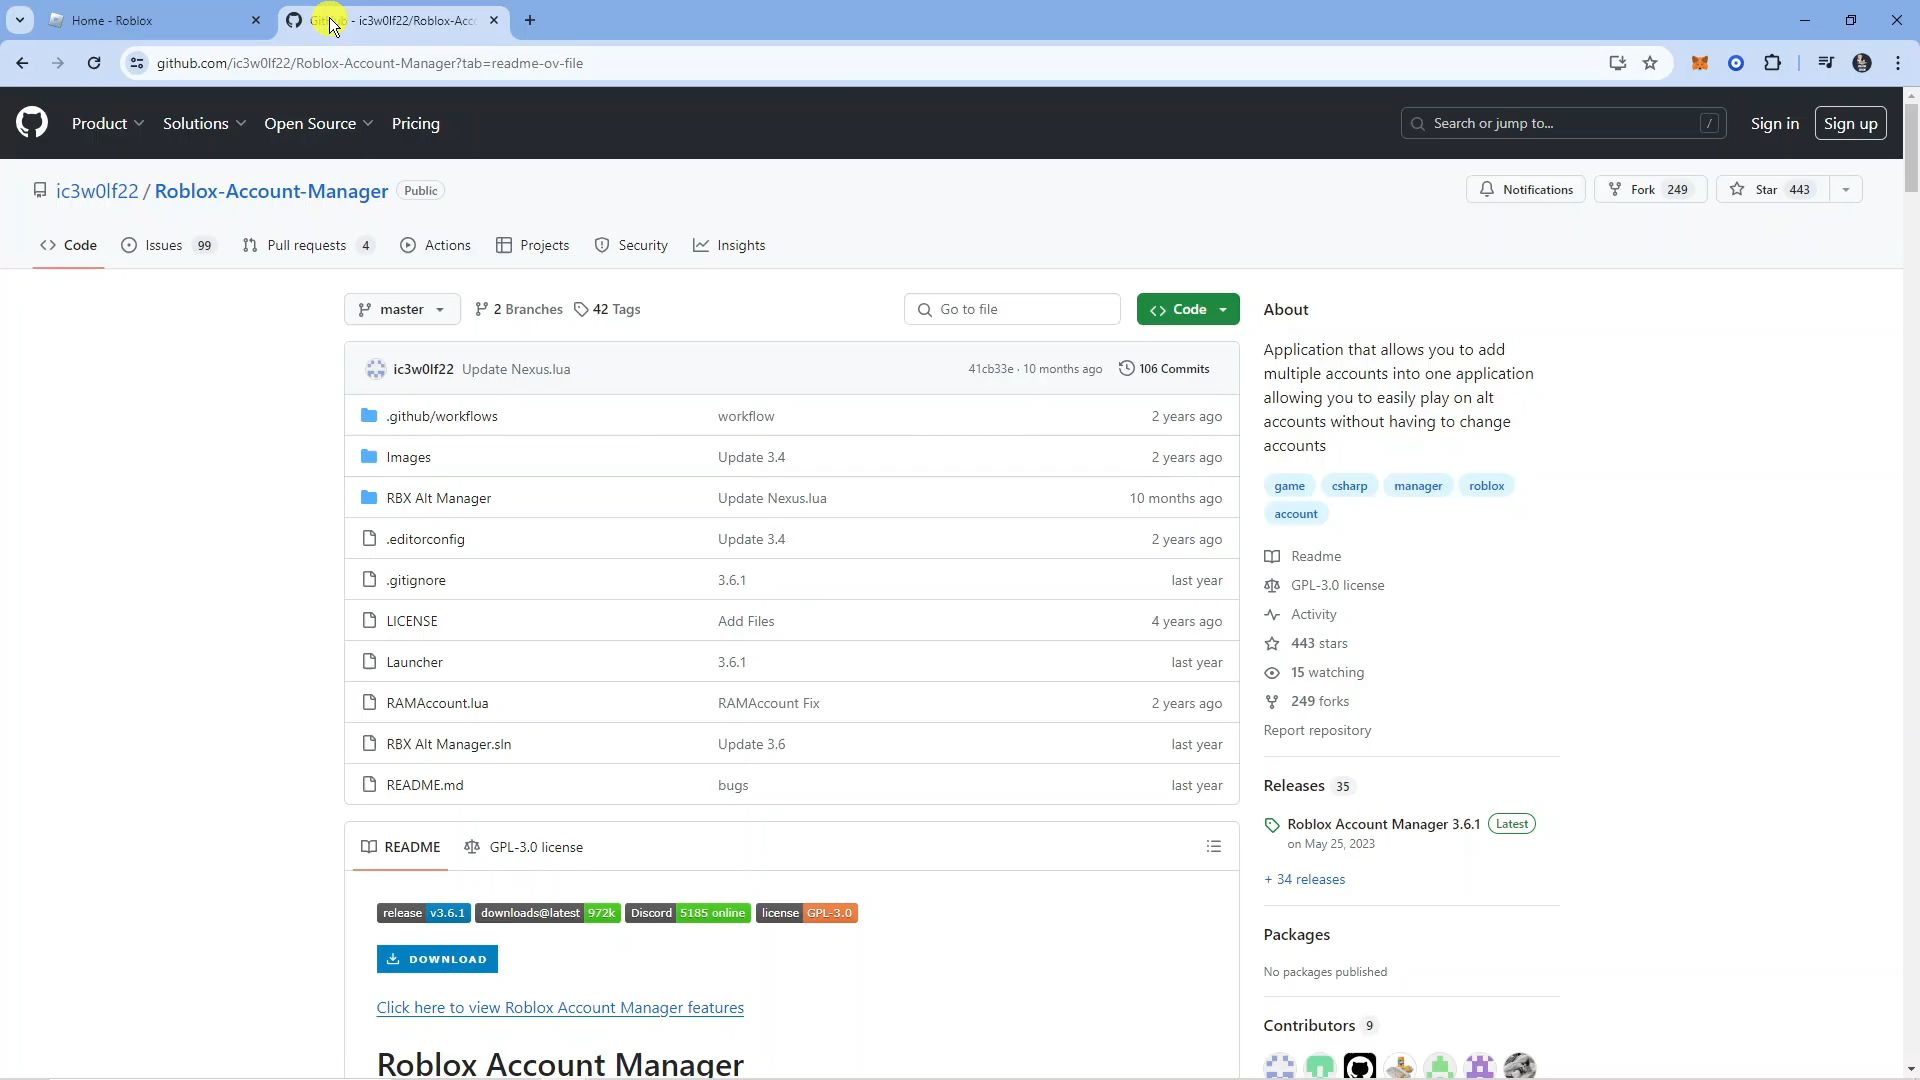 Home - Roblox
- ic3w0lf22/Roblox-Acc
github.com/ic3w0lf22/Roblox-Account-Manager?tab=readme-ov-file
Product
Solutions
Open Source
Pricing
Search or jump to...
/
Sign in
Sign up
ic3w0lf22 / Roblox-Account-Manager
Public
Notifications
Fork 249
Star 443
Code
Issues 99
Pull requests 4
Actions
Projects
Security
Insights
master
2 Branches
42 Tags
Go to file
Code
ic3w0lf22 Update Nexus.lua 41cb33e · 10 months ago 106 Commits
.github/workflows workflow 2 years ago
Images Update 3.4 2 years ago
RBX Alt Manager Update Nexus.lua 10 months ago
.editorconfig Update 3.4 2 years ago
.gitignore 3.6.1 last year
LICENSE Add Files 4 years ago
Launcher 3.6.1 last year
RAMAccount.lua RAMAccount Fix 2 years ago
RBX Alt Manager.sln Update 3.6 last year
README.md bugs last year
README
GPL-3.0 license
release v3.6.1 downloads@latest 972k Discord 5185 online license GPL-3.0
DOWNLOAD
Click here to view Roblox Account Manager features
Roblox Account Manager
About
Application that allows you to add
multiple accounts into one application
allowing you to easily play on alt
accounts without having to change
accounts
game csharp manager roblox
account
Readme
GPL-3.0 license
Activity
443 stars
15 watching
249 forks
Report repository
Releases 35
Roblox Account Manager 3.6.1 Latest
on May 25, 2023
+ 34 releases
Packages
No packages published
Contributors 9